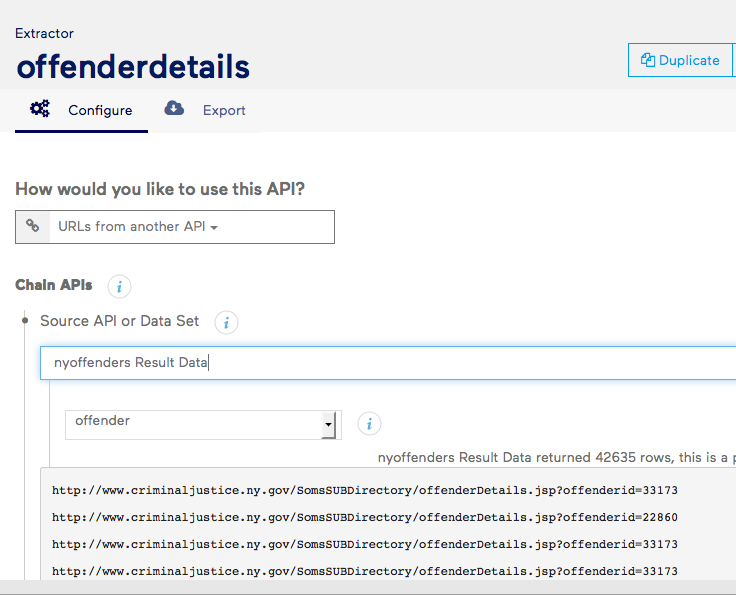 Extractor
offenderdetails
Duplicate
Configure
Export
How would you like to use this API?
URLs from another API
Chain APIs
Source API or Data Set
nyoffenders Result Data
offender
nyoffenders Result Data returned 42635 rows, this is a p
http://www.criminaljustice.ny.gov/SomsSUBDirectory/offenderDetails.jsp?offenderid=33173
http://www.criminaljustice.ny.gov/SomsSUBDirectory/offenderDetails.jsp?offenderid=22860
http://www.criminaljustice.ny.gov/SomsSUBDirectory/offenderDetails.jsp?offenderid=33173
http://www.criminaljustice.ny.gov/SomsSUBDirectory/offenderDetails.jsp?offenderid=33173